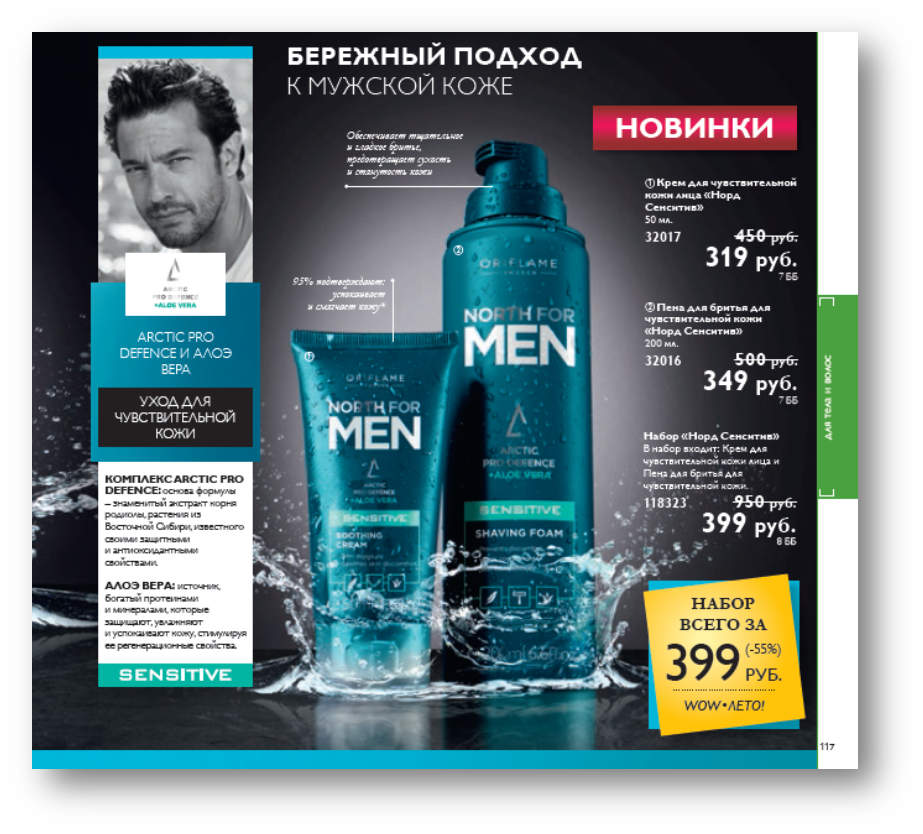 БЕРЕЖНЫЙ ПОДХОД
К МУЖСКОЙ КОЖЕ
НОВИНКИ
Обеспечивает тщательное
и гладкое бритье,
предотвращает сухость
и стянутость кожи
① Крем для чувствительной
кожи лица «Норд
Сенситив»
50 мл.
32017 450 руб.
319 руб.
7 ББ
② Пена для бритья для
чувствительной кожи
«Норд Сенситив»
200 мл.
32016 500 руб.
349 руб.
7 ББ
Набор «Норд Сенситив»
В набор входит: Крем для
чувствительной кожи лица и
Пена для бритья для
чувствительной кожи.
118323 950 руб.
399 руб.
8 ББ
НАБОР
ВСЕГО ЗА
399 (-55%)
РУБ.
WOW•ЛЕТО!
ДЛЯ ТЕЛА И ВОЛОС
117
95% подтверждают:
успокаивает
и смягчает кожу*
①
ORIFLAME
NORTH FOR
MEN
ARCTIC
PRO DEFENCE
+ALOE VERA
SENSITIVE
SOOTHING
CREAM
②
ORIFLAME
SWEDEN
NORTH FOR
MEN
ARCTIC
PRO DEFENCE
+ALOE VERA
SENSITIVE
SHAVING FOAM
ARCTIC
PRO DEFENCE
+ALOE VERA
ARCTIC PRO
DEFENCE И АЛОЭ
ВЕРА
УХОД ДЛЯ
ЧУВСТВИТЕЛЬНОЙ
КОЖИ
КОМПЛЕКС ARCTIC PRO
DEFENCE: основа формулы
– знаменитый экстракт корня
родиолы, растения из
Восточной Сибири, известного
своими защитными
и антиоксидантными
свойствами.
АЛОЭ ВЕРА: источник,
богатый протеинами
и минералами, которые
защищают, увлажняют
и успокаивают кожу, стимулируя
ее регенерационные свойства.
SENSITIVE